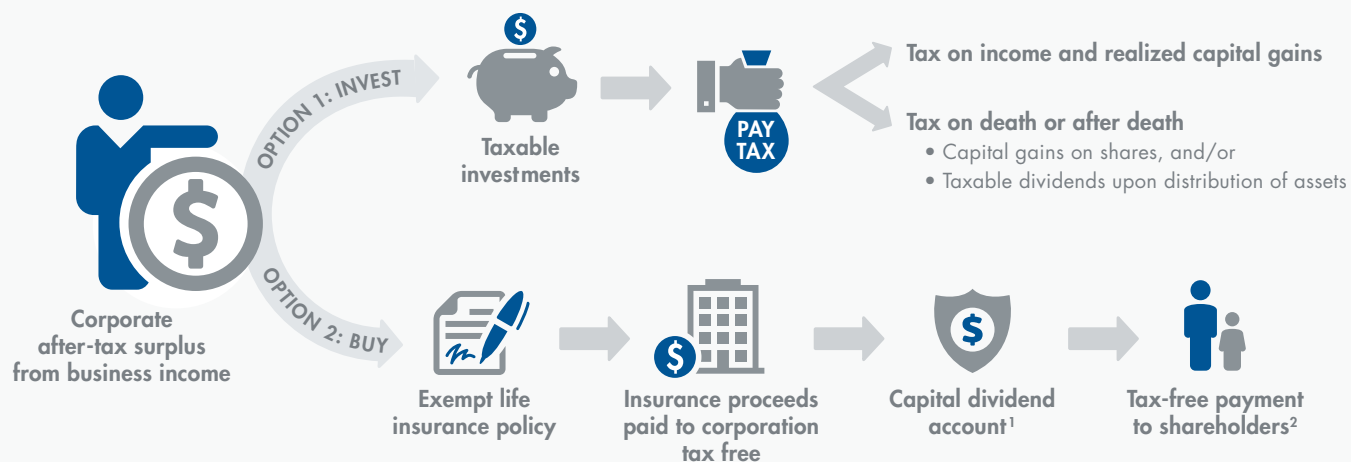 Corporate
after-tax surplus
from business income
$
OPTION 1: INVEST
$
Taxable
investments
PAY
TAX
Tax on income and realized capital gains
Tax on death or after death
• Capital gains on shares, and/or
• Taxable dividends upon distribution of assets
OPTION 2: BUY
Exempt life
insurance policy
$
Insurance proceeds
paid to corporation
tax free
$
Capital dividend
account¹
Tax-free payment
to shareholders²